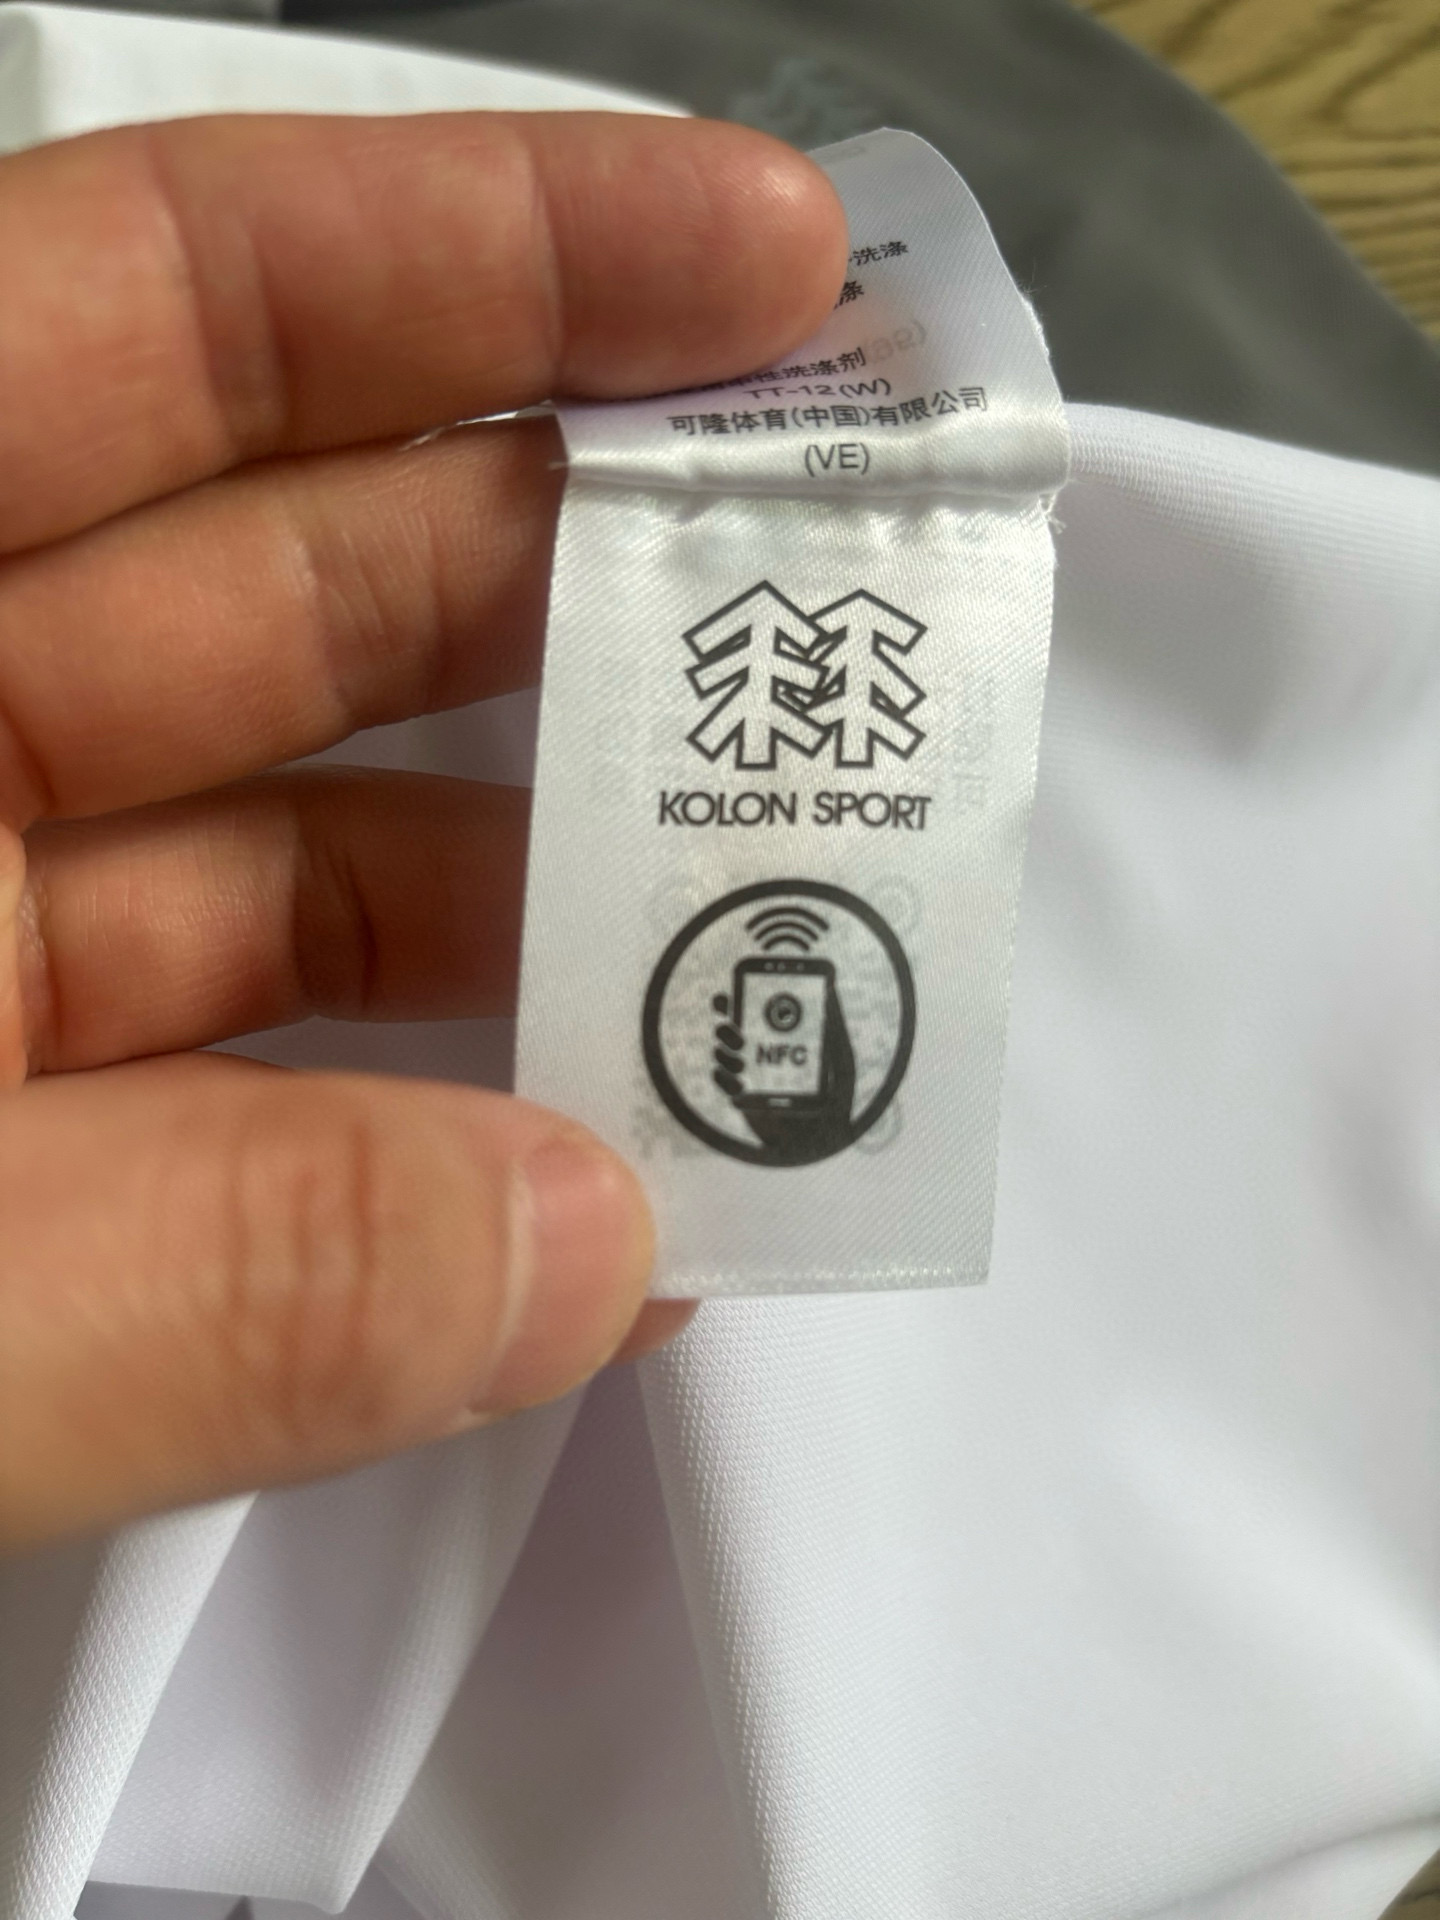 洗涤
涤
性洗涤剂
TT-12(W)
可隆体育(中国)有限公司
(VE)
KOLON SPORT
NFC